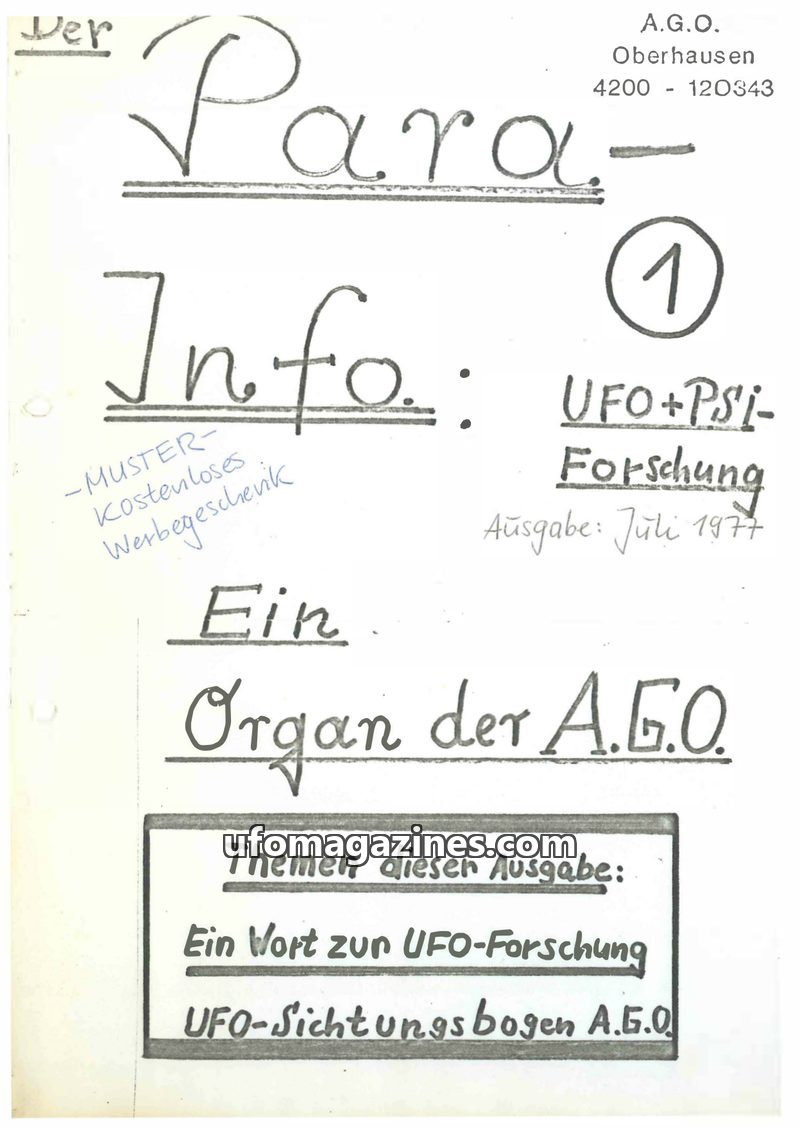 Der
A.G.O.
Oberhausen
4200 - 120343
Para-
1
Info.:
UFO+PSi-
Forschung
-MUSTER-
Kostenloses
Werbegeschenk
Ausgabe: Juli 1977
Ein
Organ der A.G.O.
ufomagazines.com
Themen dieser Ausgabe:
Ein Wort zur UFO-Forschung
UFO-Sichtungsbogen A.G.O.